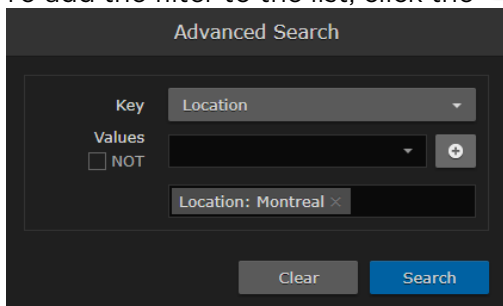 To add the filter to the list, click the
Advanced Search
Key Location
Values
NOT
Location: Montreal ×
Clear Search